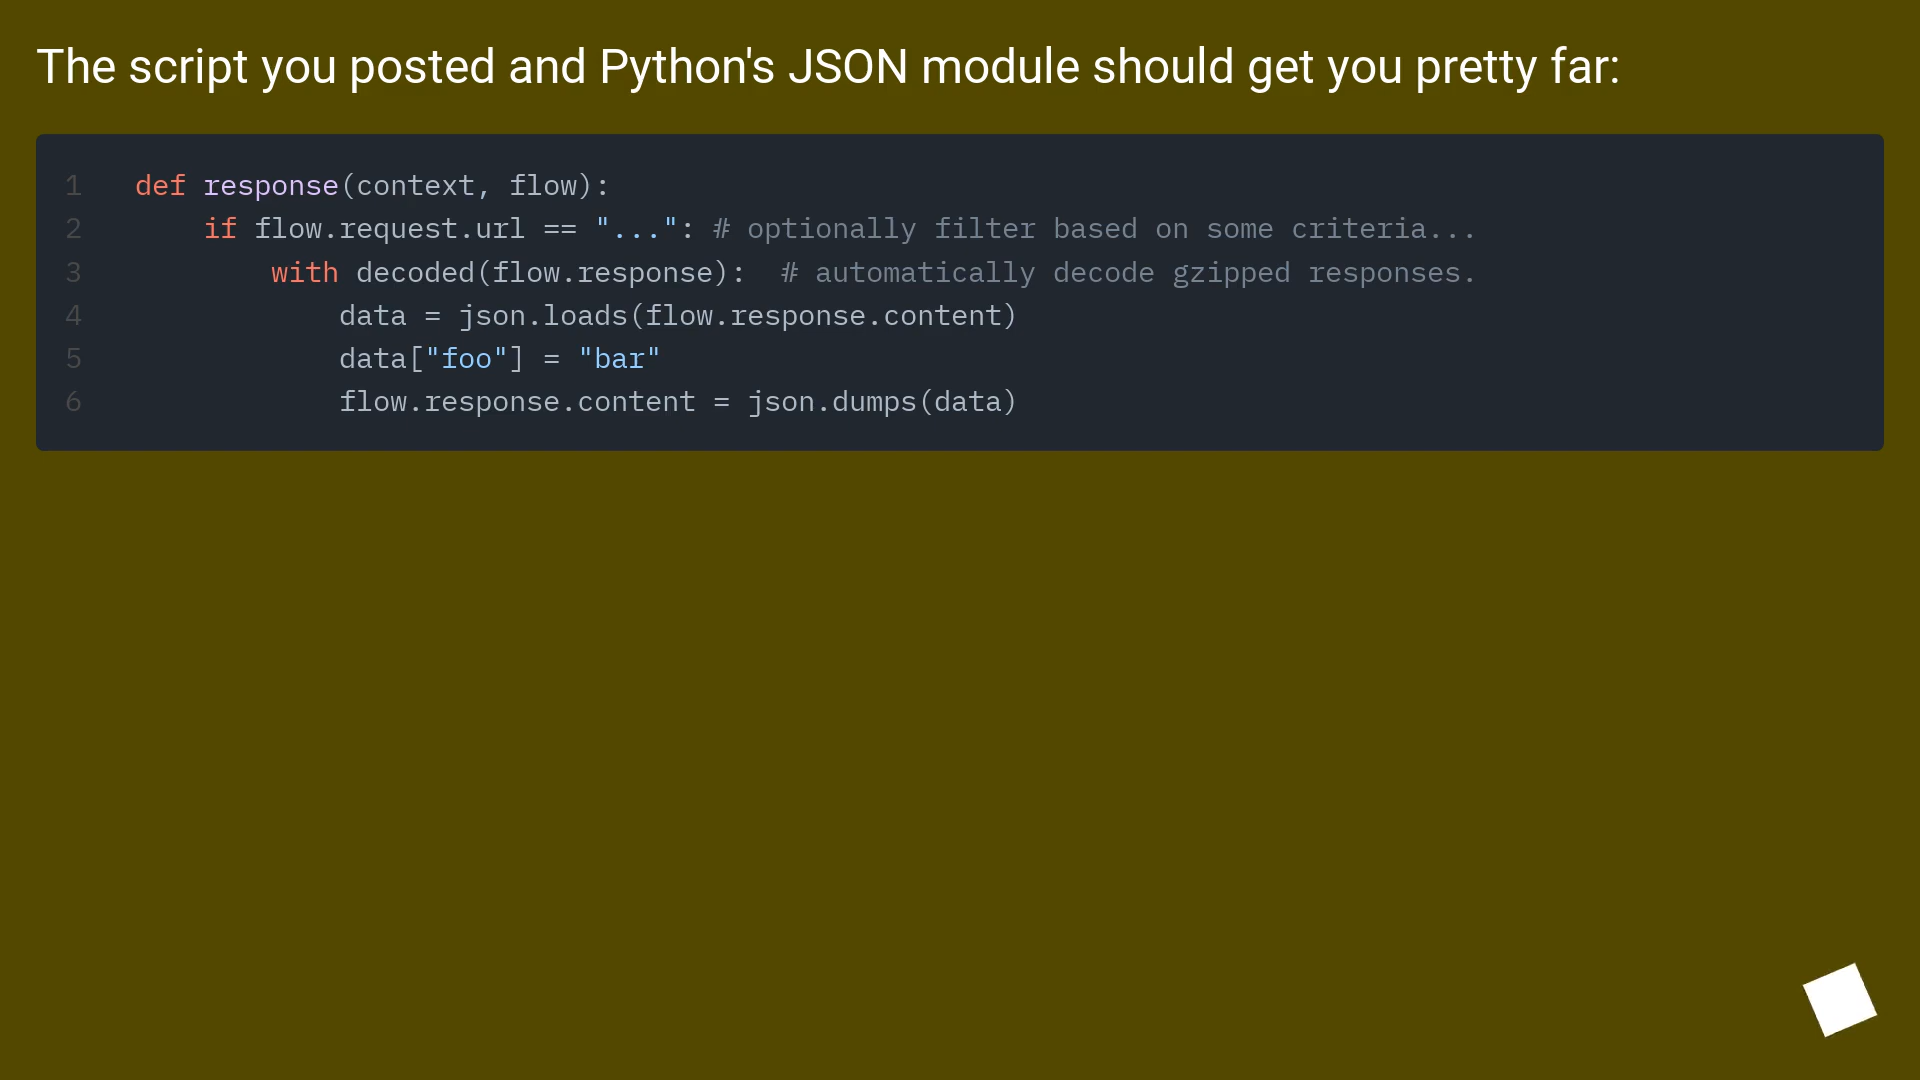 The script you posted and Python's JSON module should get you pretty far:
1 def response(context, flow):
2     if flow.request.url == "...": # optionally filter based on some criteria...
3         with decoded(flow.response):  # automatically decode gzipped responses.
4             data = json.loads(flow.response.content)
5             data["foo"] = "bar"
6             flow.response.content = json.dumps(data)